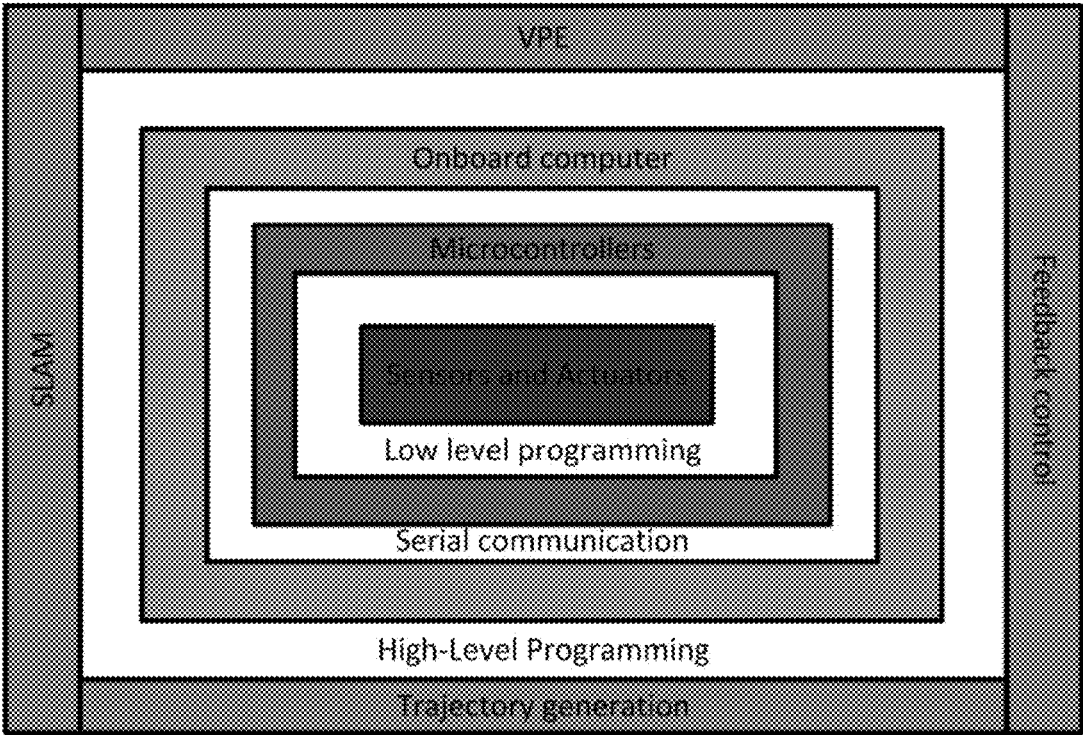 VPE
Onboard computer
Microcontrollers
Sensors and Actuators
Low level programming
Serial communication
High-Level Programming
Trajectory generation
SLAM
Feedback control